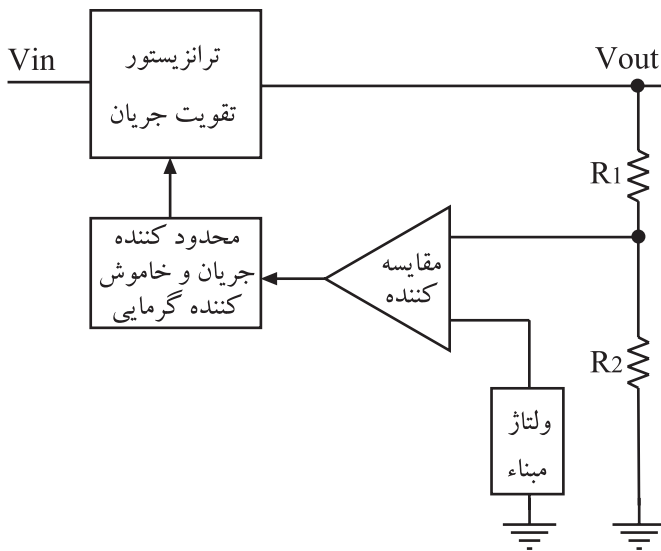 Vin
ترانزیستور
تقویت جریان
Vout
R1
محدود کننده
جریان و خاموش
کننده گرمایی
مقایسه
کننده
R2
ولتاژ
مبناء